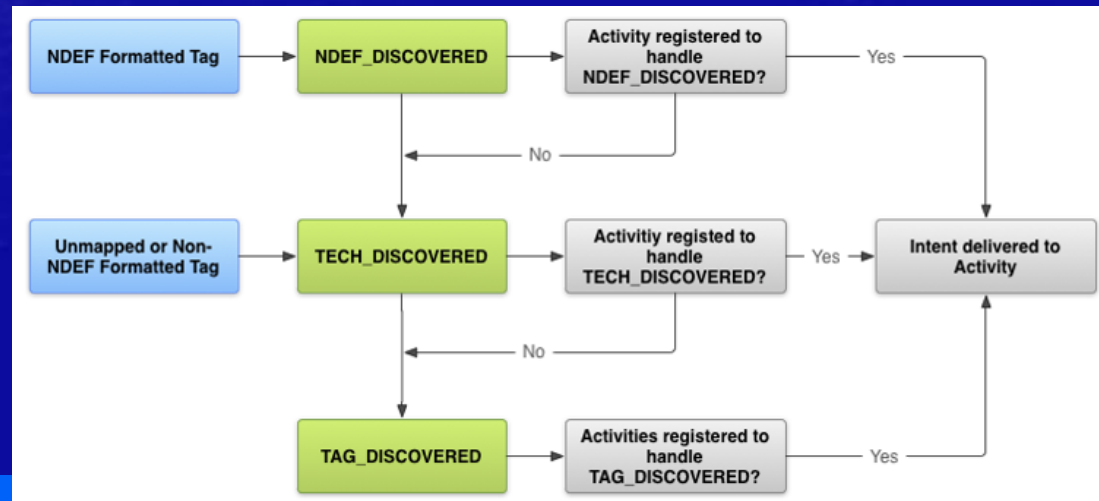 NDEF Formatted Tag
NDEF_DISCOVERED
Activity registered to
handle
NDEF_DISCOVERED?
Yes
No
Unmapped or Non-
NDEF Formatted Tag
TECH_DISCOVERED
Activitiy registed to
handle
TECH_DISCOVERED?
Yes
Intent delivered to
Activity
No
TAG_DISCOVERED
Activities registered to
handle
TAG_DISCOVERED?
Yes